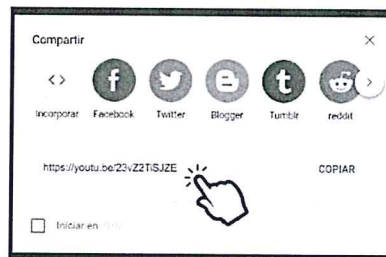 Compartir
Incorporar Facebook Twitter Blogger Tumblr reddit
https://youtu.be/23vZ2TiSJZE COPIAR
Iniciar en